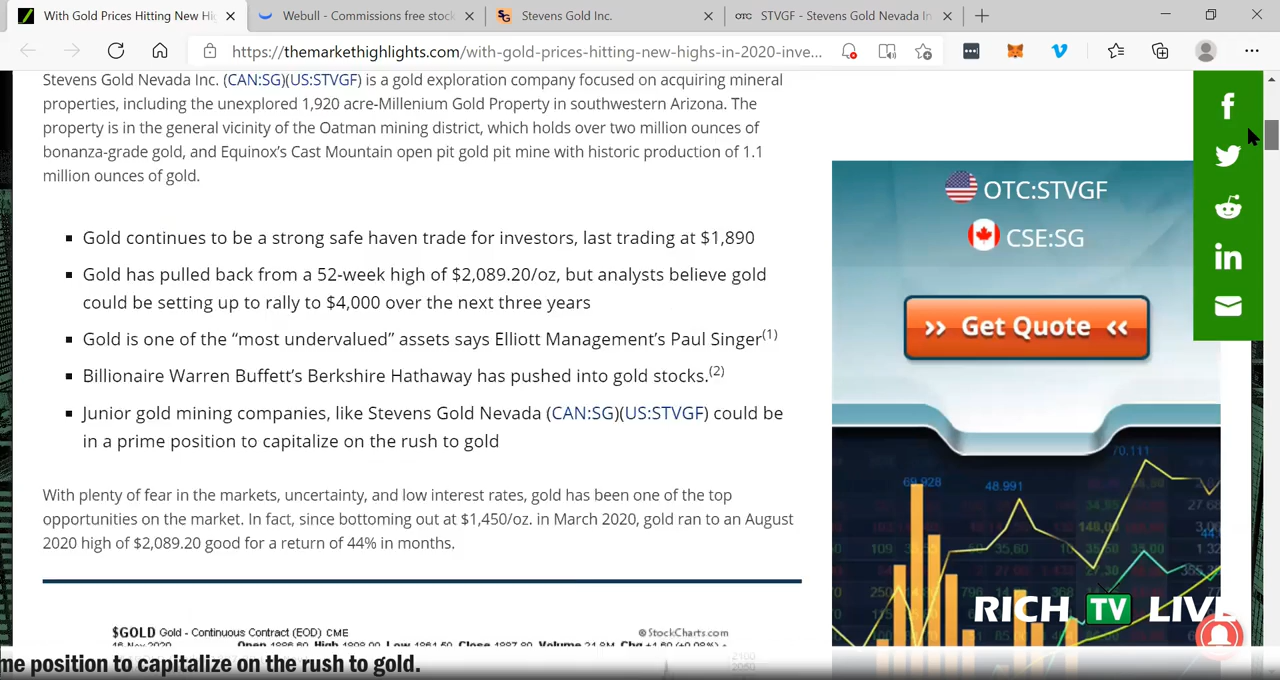 With Gold Prices Hitting New Hi
Webull - Commissions free stock
Stevens Gold Inc.
OTC STVGF - Stevens Gold Nevada In
https://themarkethighlights.com/with-gold-prices-hitting-new-highs-in-2020-inve...
Stevens Gold Nevada Inc. (CAN:SG)(US:STVGF) is a gold exploration company focused on acquiring mineral
properties, including the unexplored 1,920 acre-Millenium Gold Property in southwestern Arizona. The
property is in the general vicinity of the Oatman mining district, which holds over two million ounces of
bonanza-grade gold, and Equinox's Cast Mountain open pit gold pit mine with historic production of 1.1
million ounces of gold.
▪ Gold continues to be a strong safe haven trade for investors, last trading at $1,890
▪ Gold has pulled back from a 52-week high of $2,089.20/oz, but analysts believe gold
could be setting up to rally to $4,000 over the next three years
▪ Gold is one of the “most undervalued” assets says Elliott Management's Paul Singer(1)
▪ Billionaire Warren Buffett's Berkshire Hathaway has pushed into gold stocks.(2)
▪ Junior gold mining companies, like Stevens Gold Nevada (CAN:SG)(US:STVGF) could be
in a prime position to capitalize on the rush to gold
With plenty of fear in the markets, uncertainty, and low interest rates, gold has been one of the top
opportunities on the market. In fact, since bottoming out at $1,450/oz. in March 2020, gold ran to an August
2020 high of $2,089.20 good for a return of 44% in months.
$GOLD Gold - Continuous Contract (EOD) CME
© StockCharts.com
OTC:STVGF
CSE:SG
›› Get Quote ‹‹
70.111
69.928
48.991
RICH TV LIVE
me position to capitalize on the rush to gold.